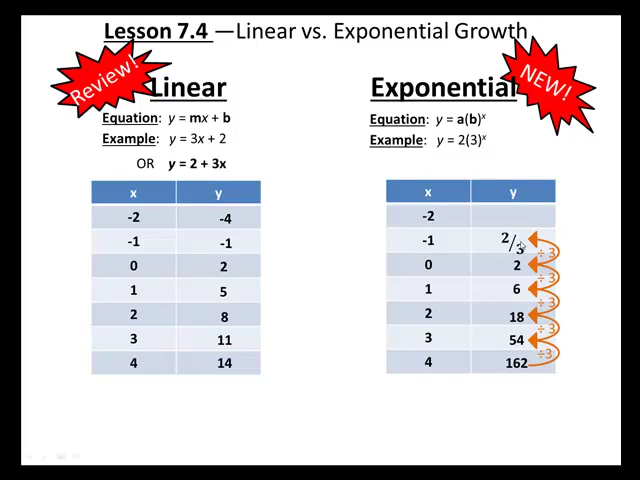 Lesson 7.4 —Linear vs. Exponential Growth
Review!
Linear
Equation: y = mx + b
Example: y = 3x + 2
OR y = 2 + 3x
x y
-2 -4
-1 -1
0 2
1 5
2 8
3 11
4 14
Exponential
NEW!
Equation: y = a(b)ˣ
Example: y = 2(3)ˣ
x y
-2
-1 2/3
÷ 3
0 2
÷ 3
1 6
÷ 3
2 18
÷ 3
3 54
÷3
4 162